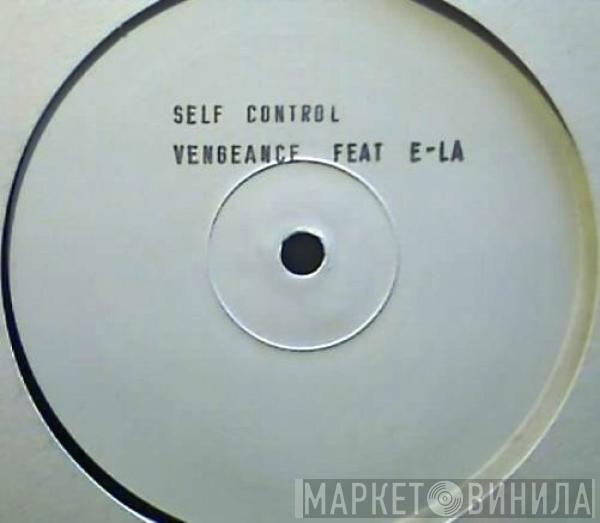 SELF CONTROL
VENGEANCE FEAT E-LA
МАРКЕТ ВИНИЛА